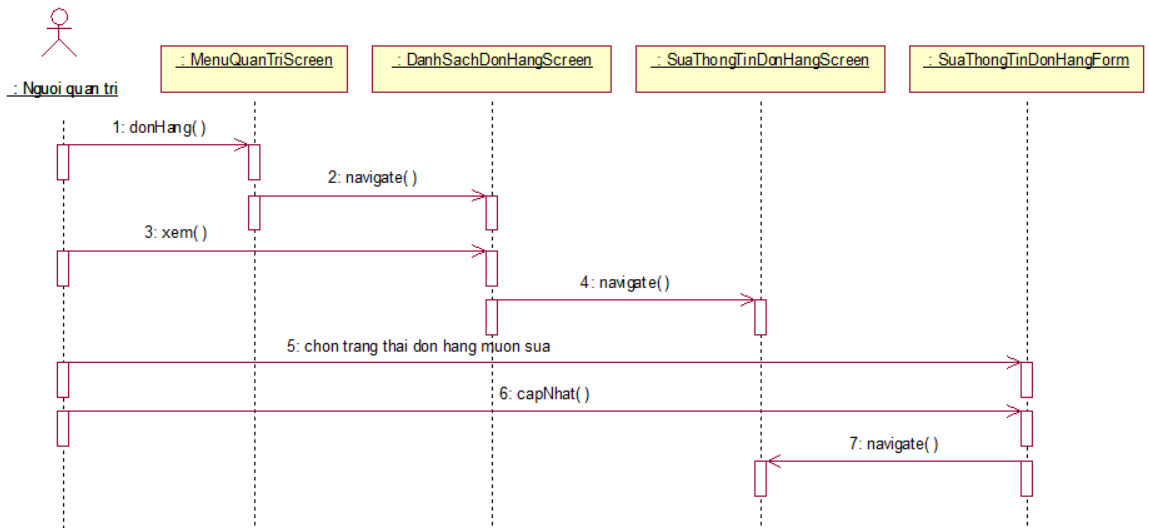 : Nguoi quan tri
: MenuQuanTriScreen
: DanhSachDonHangScreen
: SuaThongTinDonHangScreen
: SuaThongTinDonHangForm
1: donHang( )
2: navigate( )
3: xem( )
4: navigate( )
5: chon trang thai don hang muon sua
6: capNhat( )
7: navigate( )